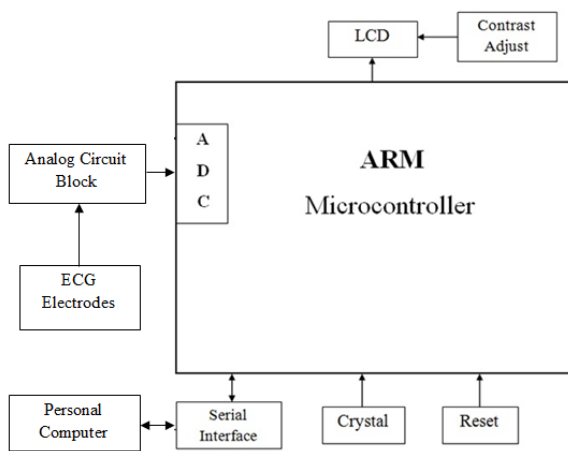 LCD
Contrast
Adjust
A
D
C
ARM
Microcontroller
Analog Circuit
Block
ECG
Electrodes
Personal
Computer
Serial
Interface
Crystal
Reset